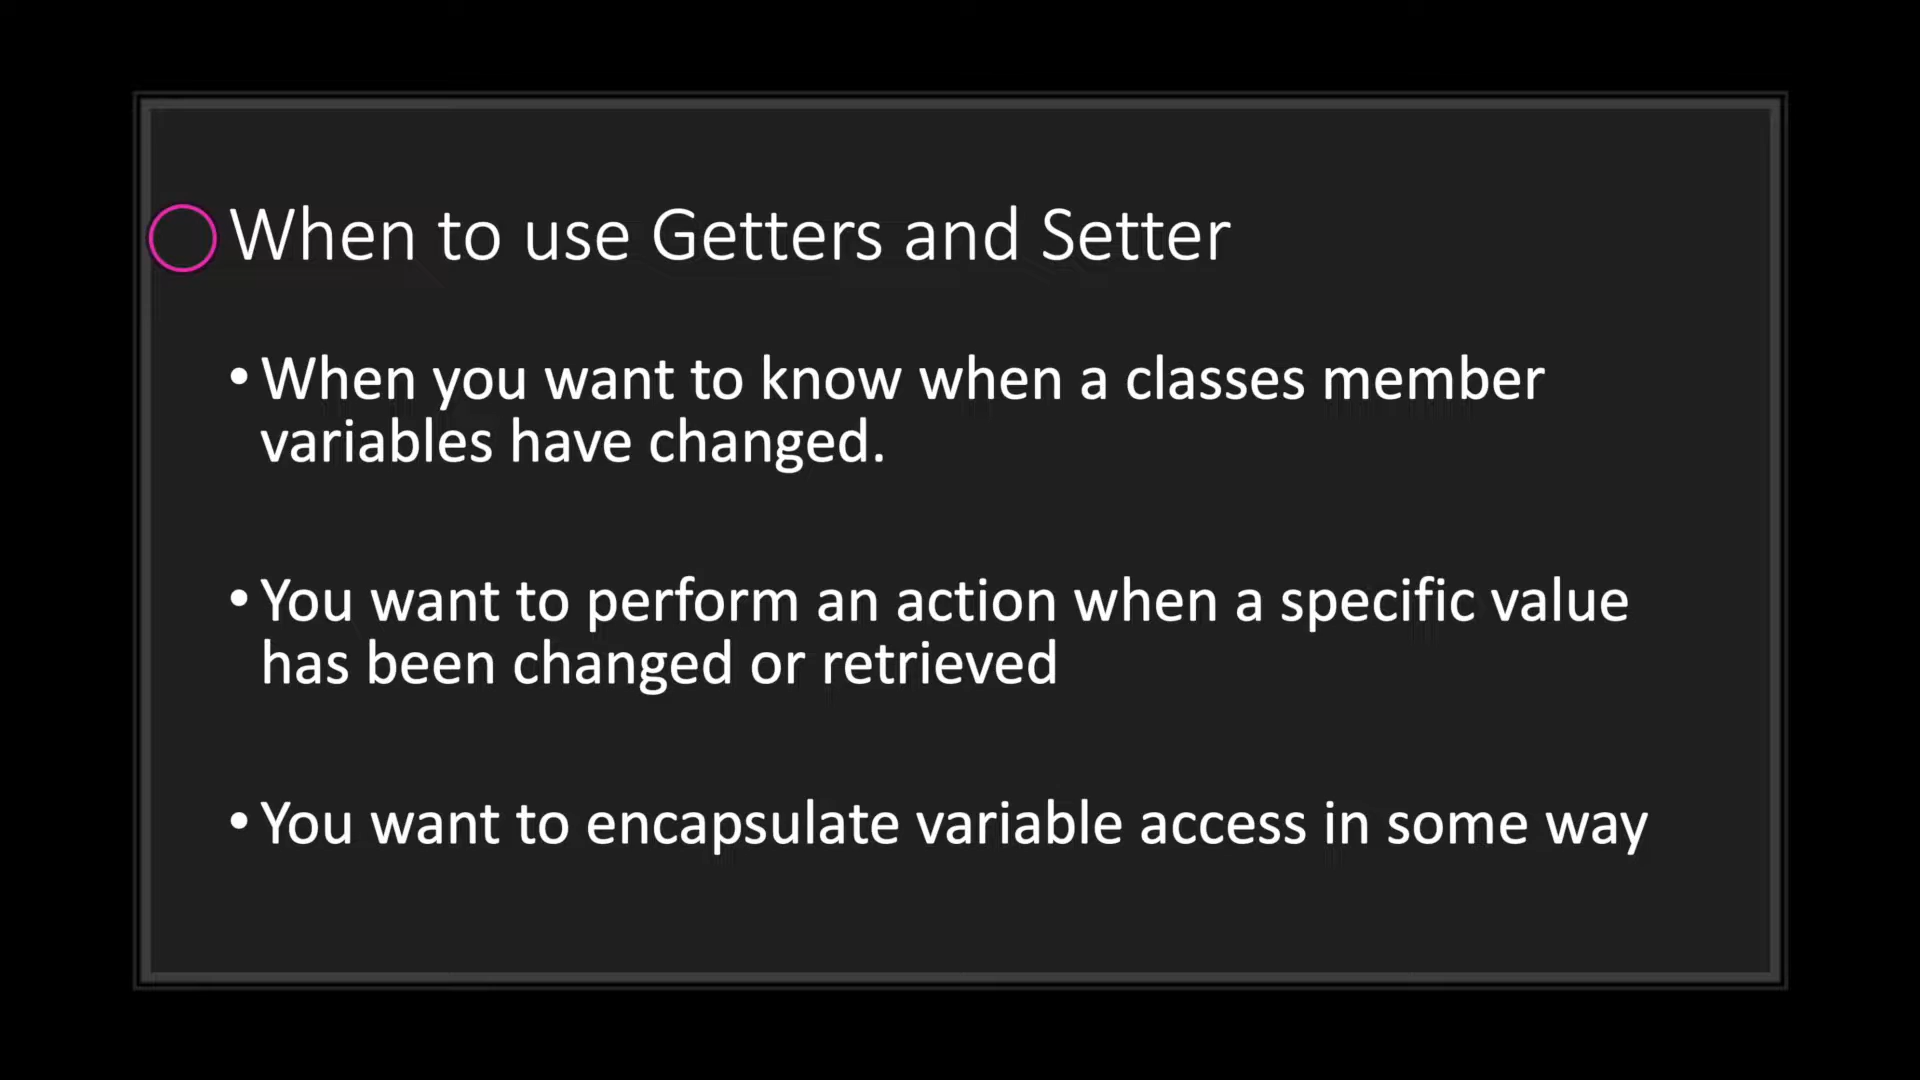 When to use Getters and Setter
• When you want to know when a classes member
variables have changed.
• You want to perform an action when a specific value
has been changed or retrieved
• You want to encapsulate variable access in some way